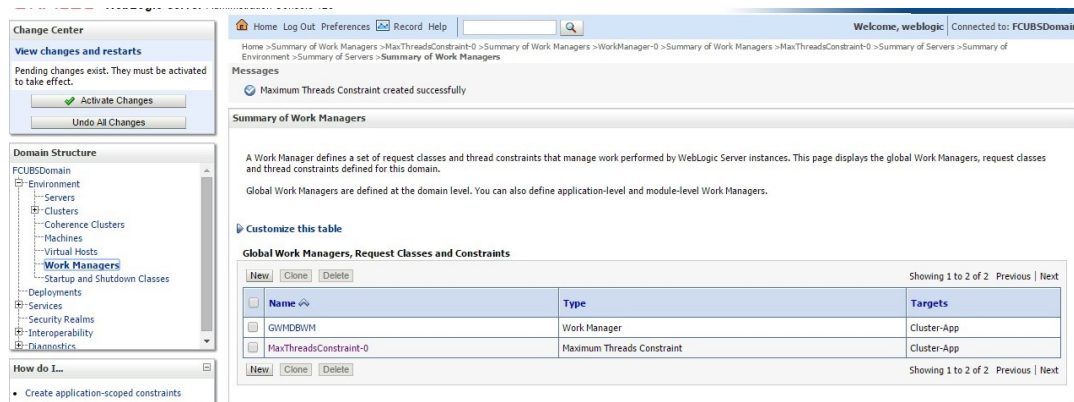 Change Center
View changes and restarts
Pending changes exist. They must be activated
to take effect.
Activate Changes
Undo All Changes
Domain Structure
FCUBSDomain
Environment
Servers
Clusters
Coherence Clusters
Machines
Virtual Hosts
Work Managers
Startup and Shutdown Classes
Deployments
Services
Security Realms
Interoperability
Diagnostics
How do I...
Create application-scoped constraints
Home Log Out Preferences Record Help
Welcome, weblogic Connected to: FCUBSDomain
Home >Summary of Work Managers >MaxThreadsConstraint-0 >Summary of Work Managers >WorkManager-0 >Summary of Work Managers >MaxThreadsConstraint-0 >Summary of Servers >Summary of
Environment >Summary of Servers >Summary of Work Managers
Messages
Maximum Threads Constraint created successfully
Summary of Work Managers
A Work Manager defines a set of request classes and thread constraints that manage work performed by WebLogic Server instances. This page displays the global Work Managers, request classes
and thread constraints defined for this domain.
Global Work Managers are defined at the domain level. You can also define application-level and module-level Work Managers.
Customize this table
Global Work Managers, Request Classes and Constraints
New Clone Delete Showing 1 to 2 of 2 Previous | Next
Name Type Targets
GWMDBWM Work Manager Cluster-App
MaxThreadsConstraint-0 Maximum Threads Constraint Cluster-App
New Clone Delete Showing 1 to 2 of 2 Previous | Next